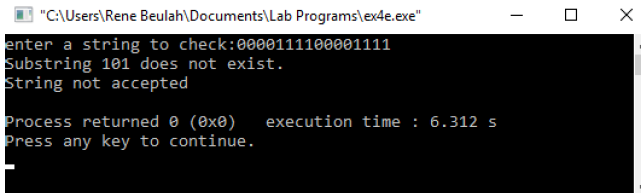 "C:\Users\Rene Beulah\Documents\Lab Programs\ex4e.exe"
enter a string to check:0000111100001111
Substring 101 does not exist.
String not accepted
Process returned 0 (0x0)   execution time : 6.312 s
Press any key to continue.